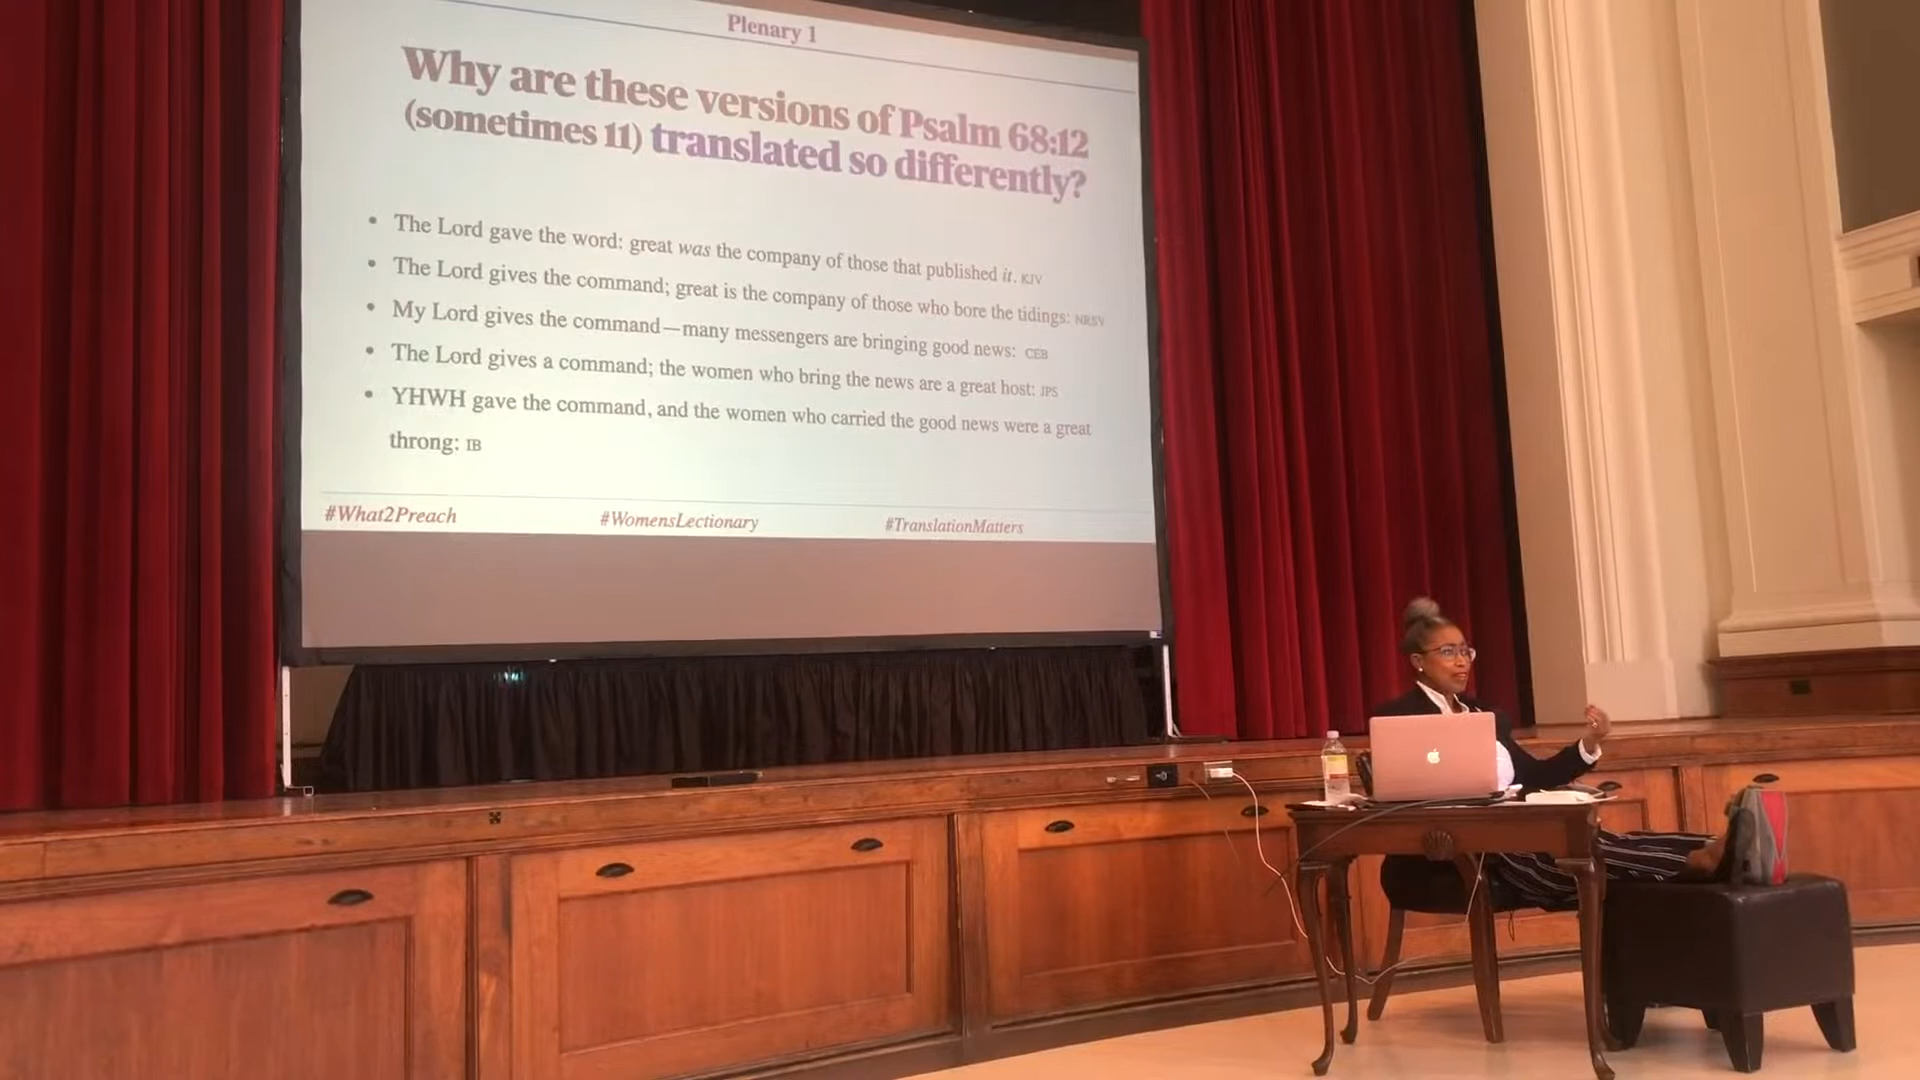 Plenary 1
Why are these versions of Psalm 68:12
(sometimes 11) translated so differently?
• The Lord gave the word: great was the company of those that published it. KJV
• The Lord gives the command; great is the company of those who bore the tidings: NRSV
• My Lord gives the command—many messengers are bringing good news: CEB
• The Lord gives a command; the women who bring the news are a great host: JPS
• YHWH gave the command, and the women who carried the good news were a great
throng: IB
#What2Preach #WomensLectionary #TranslationMatters